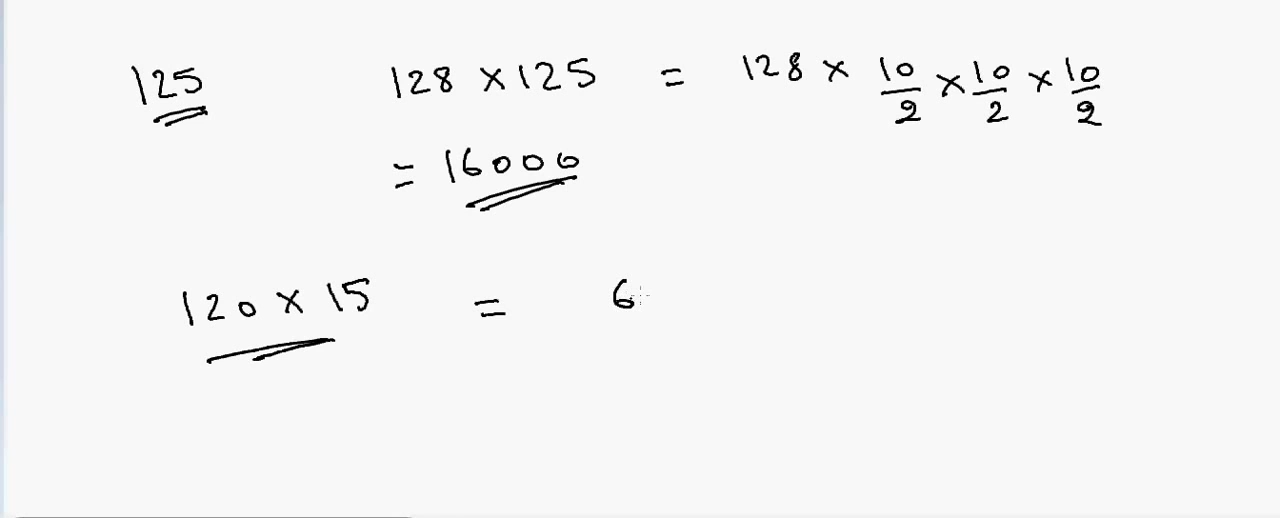 125 128 × 125 = 128 × 10/2 × 10/2 × 10/2
= 16000
120 × 15 = 6